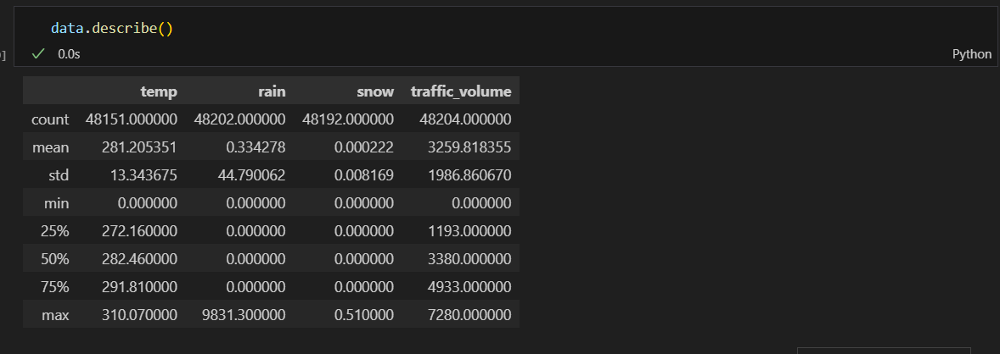 data.describe()
] ✓ 0.0s Python
temp rain snow traffic_volume
count 48151.000000 48202.000000 48192.000000 48204.000000
mean 281.205351 0.334278 0.000222 3259.818355
std 13.343675 44.790062 0.008169 1986.860670
min 0.000000 0.000000 0.000000 0.000000
25% 272.160000 0.000000 0.000000 1193.000000
50% 282.460000 0.000000 0.000000 3380.000000
75% 291.810000 0.000000 0.000000 4933.000000
max 310.070000 9831.300000 0.510000 7280.000000